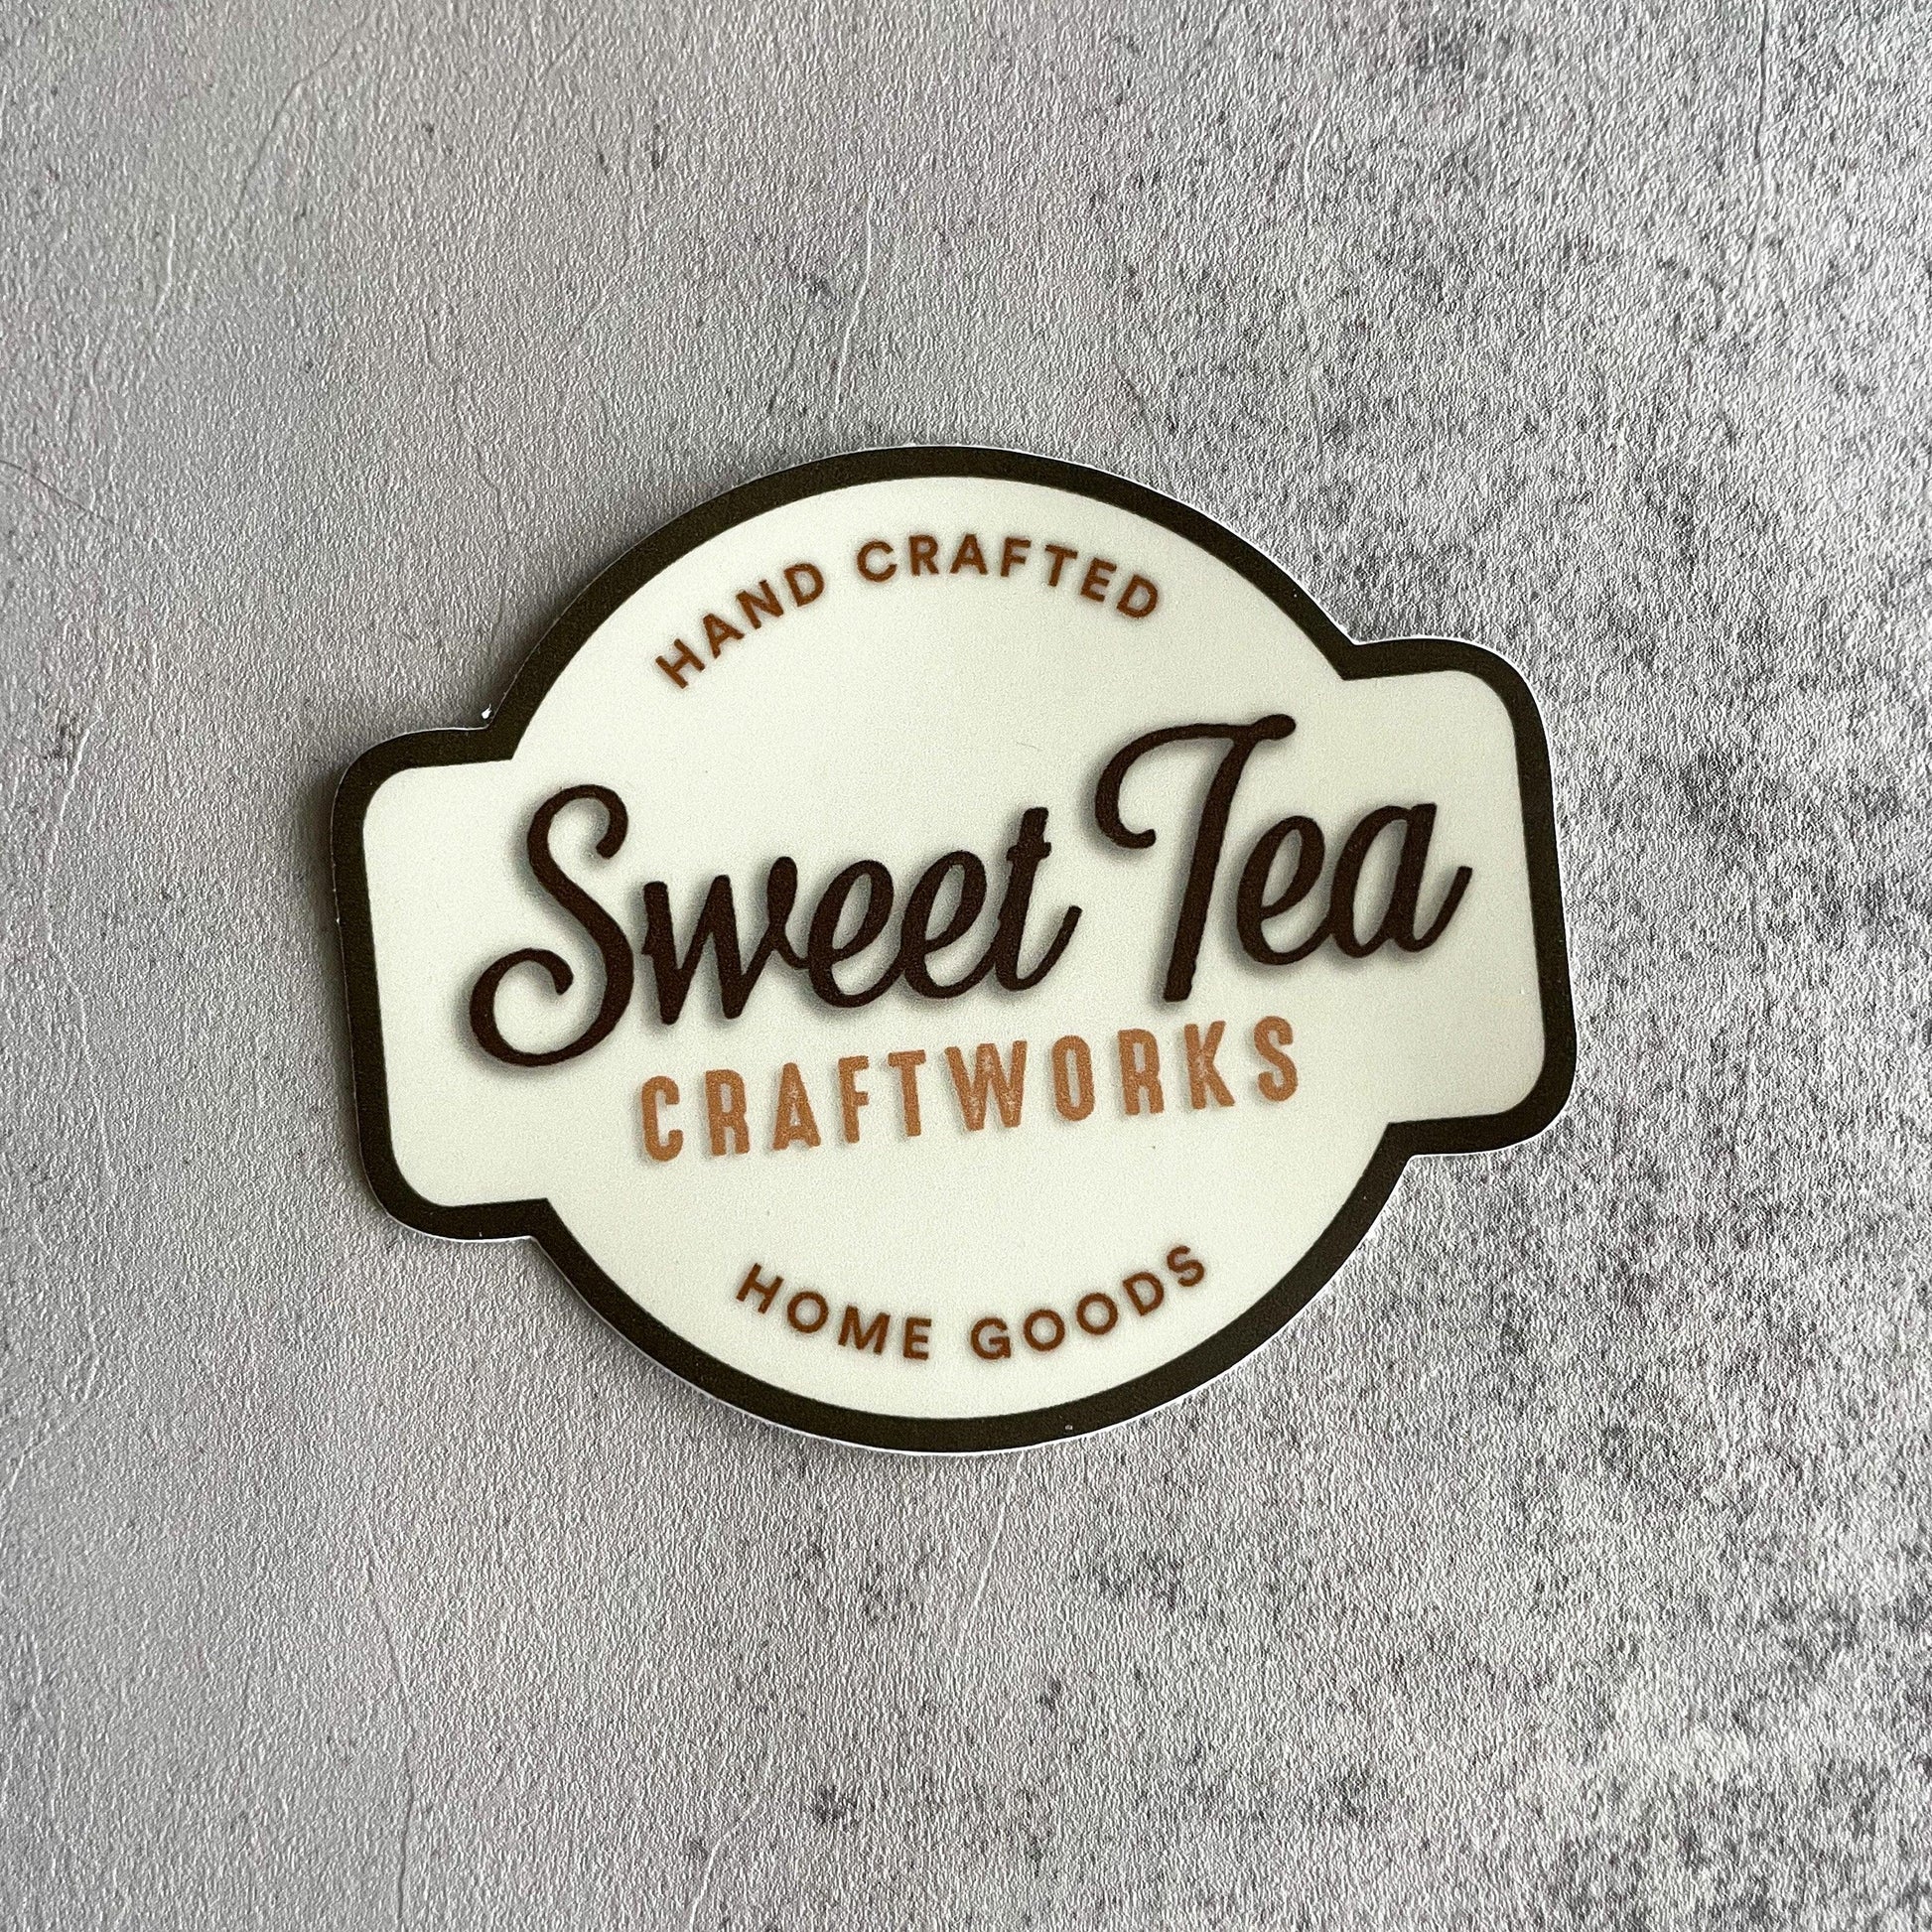 HAND CRAFTED
Sweet Tea
CRAFTWORKS
HOME GOODS